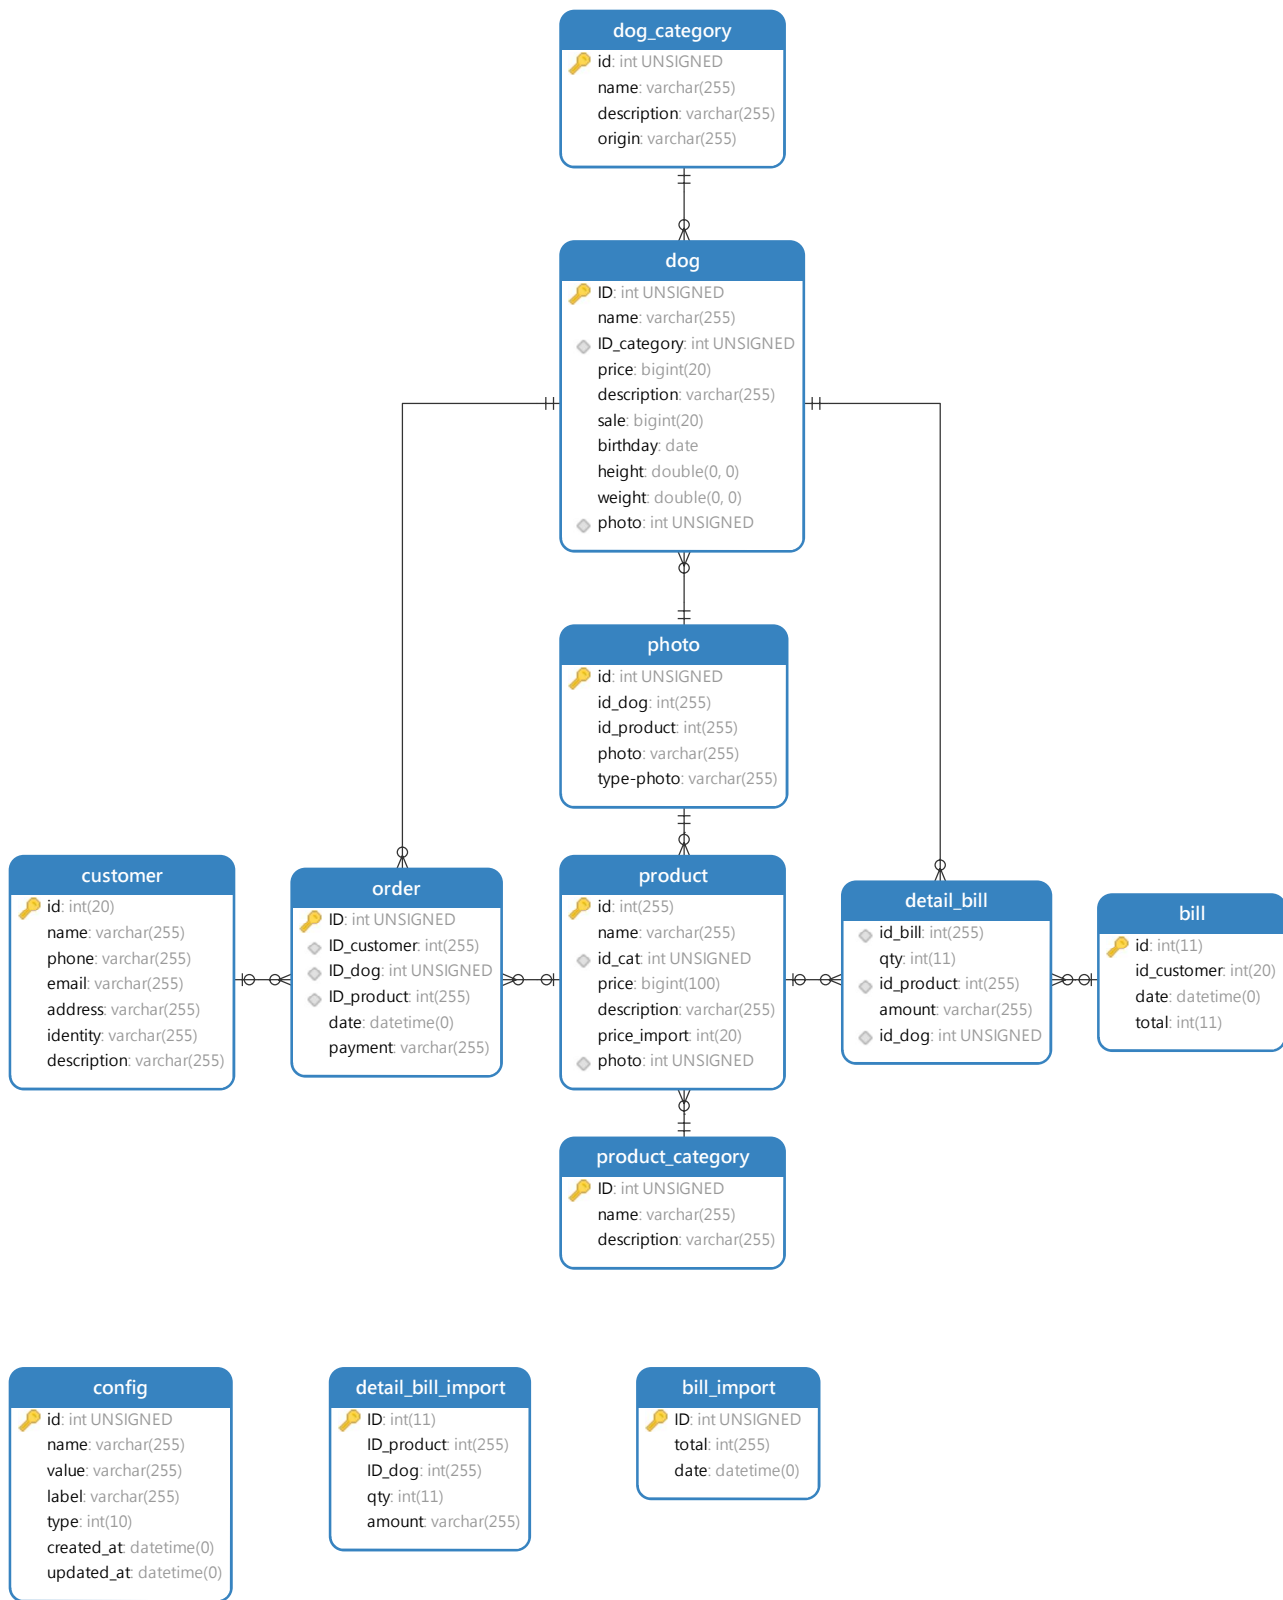 dog_category
id: int UNSIGNED
name: varchar(255)
description: varchar(255)
origin: varchar(255)
dog
ID: int UNSIGNED
name: varchar(255)
ID_category: int UNSIGNED
price: bigint(20)
description: varchar(255)
sale: bigint(20)
birthday: date
height: double(0, 0)
weight: double(0, 0)
photo: int UNSIGNED
photo
id: int UNSIGNED
id_dog: int(255)
id_product: int(255)
photo: varchar(255)
type-photo: varchar(255)
customer
id: int(20)
name: varchar(255)
phone: varchar(255)
email: varchar(255)
address: varchar(255)
identity: varchar(255)
description: varchar(255)
order
ID: int UNSIGNED
ID_customer: int(255)
ID_dog: int UNSIGNED
ID_product: int(255)
date: datetime(0)
payment: varchar(255)
product
id: int(255)
name: varchar(255)
id_cat: int UNSIGNED
price: bigint(100)
description: varchar(255)
price_import: int(20)
photo: int UNSIGNED
detail_bill
id_bill: int(255)
qty: int(11)
id_product: int(255)
amount: varchar(255)
id_dog: int UNSIGNED
bill
id: int(11)
id_customer: int(20)
date: datetime(0)
total: int(11)
product_category
ID: int UNSIGNED
name: varchar(255)
description: varchar(255)
config
id: int UNSIGNED
name: varchar(255)
value: varchar(255)
label: varchar(255)
type: int(10)
created_at: datetime(0)
updated_at: datetime(0)
detail_bill_import
ID: int(11)
ID_product: int(255)
ID_dog: int(255)
qty: int(11)
amount: varchar(255)
bill_import
ID: int UNSIGNED
total: int(255)
date: datetime(0)